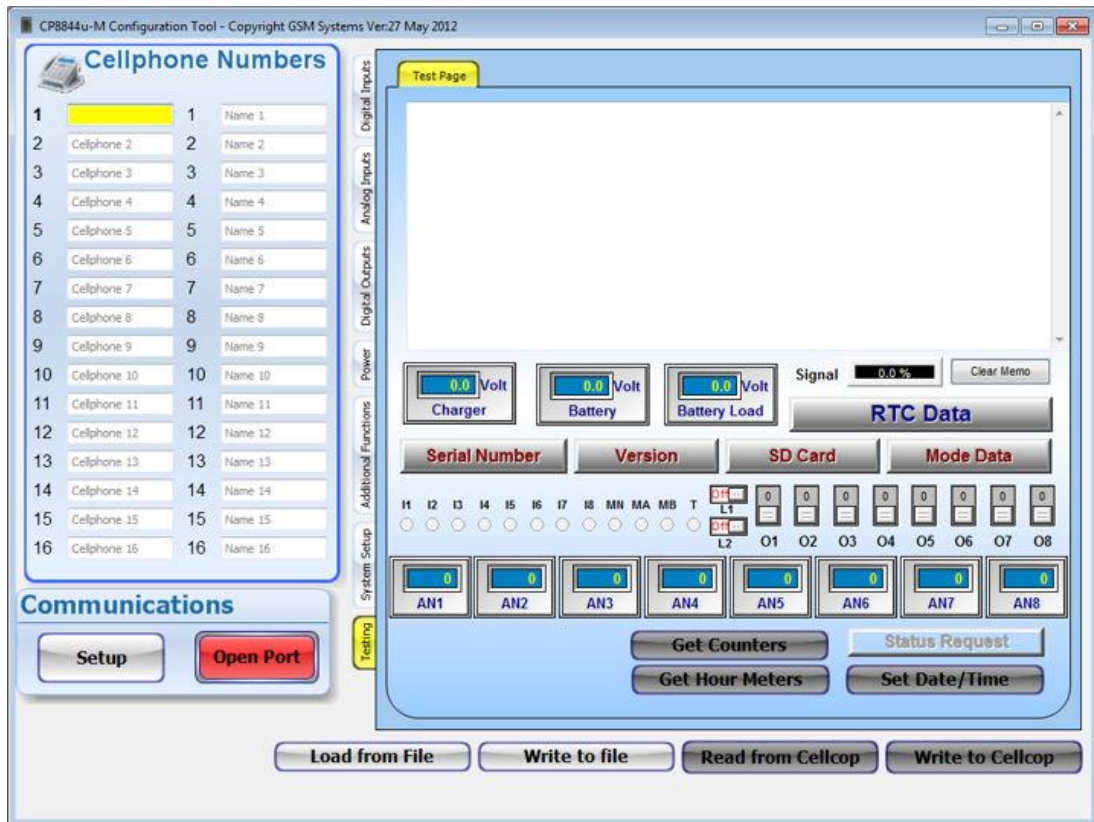 CP8844u-M Configuration Tool - Copyright GSM Systems Ver:27 May 2012
Cellphone Numbers
1 1 Name 1
2 Cellphone 2 2 Name 2
3 Cellphone 3 3 Name 3
4 Cellphone 4 4 Name 4
5 Cellphone 5 5 Name 5
6 Cellphone 6 6 Name 6
7 Cellphone 7 7 Name 7
8 Cellphone 8 8 Name 8
9 Cellphone 9 9 Name 9
10 Cellphone 10 10 Name 10
11 Cellphone 11 11 Name 11
12 Cellphone 12 12 Name 12
13 Cellphone 13 13 Name 13
14 Cellphone 14 14 Name 14
15 Cellphone 15 15 Name 15
16 Cellphone 16 16 Name 16
Communications
Setup Open Port
Digital Inputs
Analog Inputs
Digital Outputs
Power
Additional Functions
System Setup
Testing
Test Page
0.0 Volt 0.0 Volt 0.0 Volt
Charger Battery Battery Load
Signal 0.0 % Clear Memo
RTC Data
Serial Number Version SD Card Mode Data
I1 I2 I3 I4 I5 I6 I7 I8 MN MA MB T
Off L1
Off L2
0 0 0 0 0 0 0 0
O1 O2 O3 O4 O5 O6 O7 O8
0 0 0 0 0 0 0 0
AN1 AN2 AN3 AN4 AN5 AN6 AN7 AN8
Get Counters Status Request
Get Hour Meters Set Date/Time
Load from File Write to file Read from Cellcop Write to Cellcop